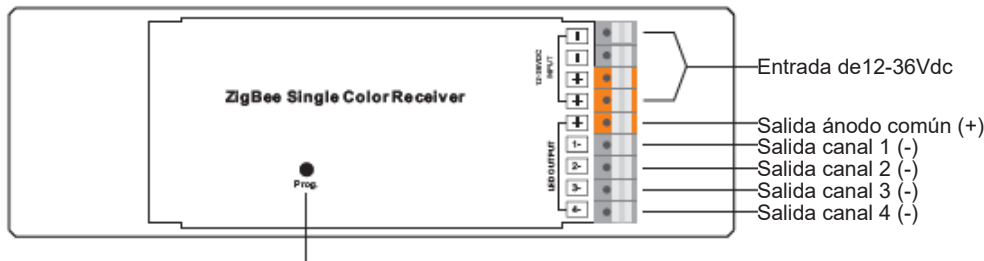 12-36VDC
INPUT
-
-
+
+
Entrada de12-36Vdc
ZigBee Single Color Receiver
Prog.
LED OUTPUT
+
1-
2-
3-
4-
Salida ánodo común (+)
Salida canal 1 (-)
Salida canal 2 (-)
Salida canal 3 (-)
Salida canal 4 (-)